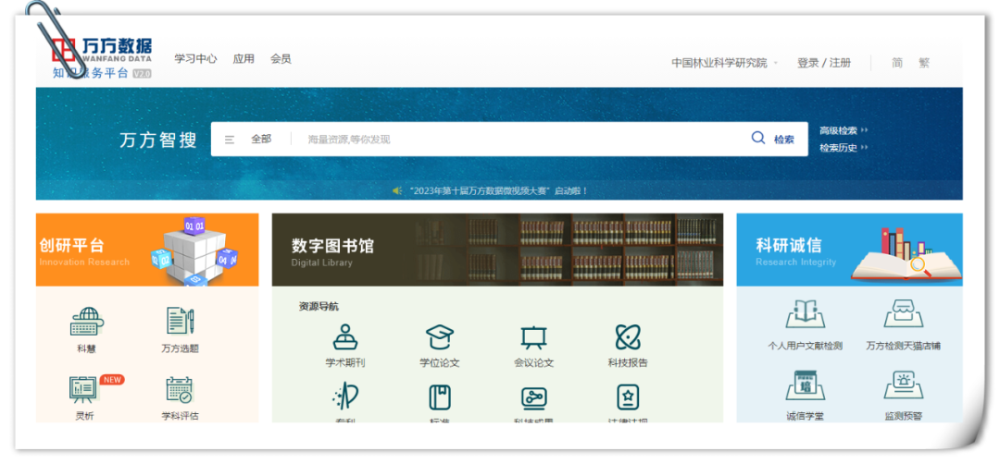 万方数据
WANFANG DATA
知识服务平台 V2.0
学习中心 应用 会员
中国林业科学研究院 登录 / 注册 简 繁
万方智搜
全部 海量资源,等你发现 检索
高级检索
检索历史
"2023年第十届万方数据微视频大赛" 启动啦！
创研平台
Innovation Research
01 01
04 04
科慧
万方选题
NEW
灵析
学科评估
数字图书馆
Digital Library
资源导航
学术期刊
学位论文
会议论文
科技报告
专利
标准
科技成果
法律法规
科研诚信
Research Integrity
个人用户文献检测
万方检测天猫店铺
诚信学堂
监测预警